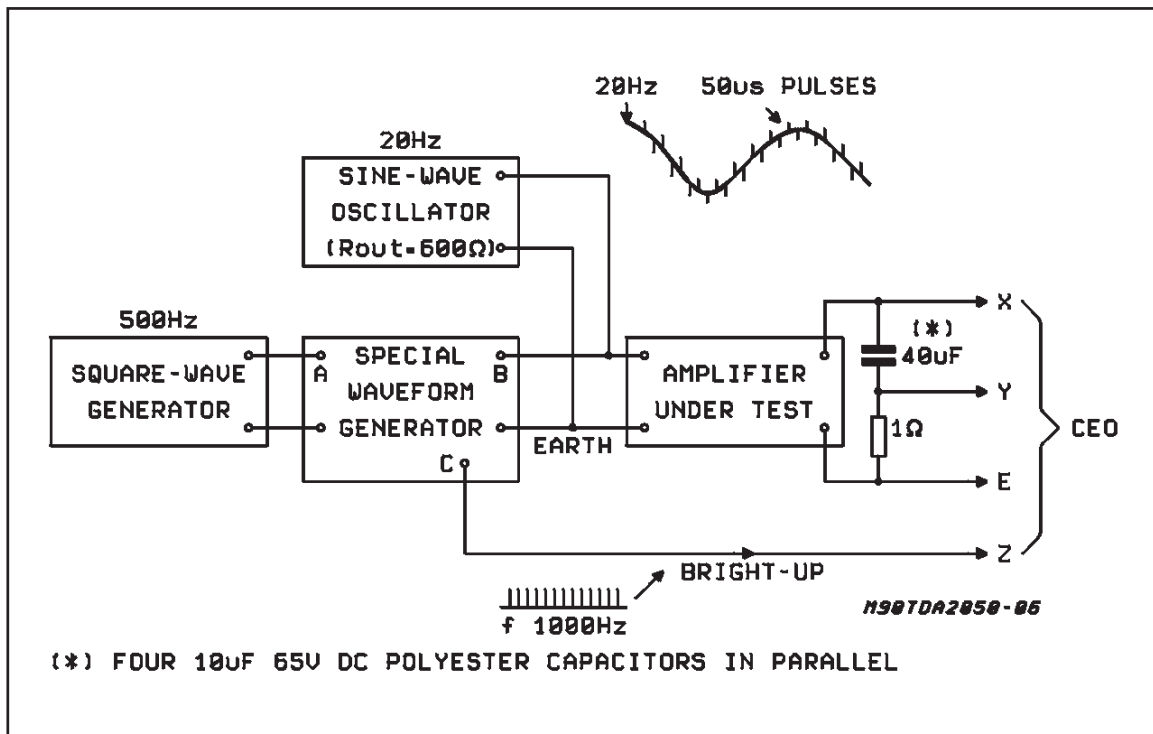 20Hz 50us PULSES
20Hz
SINE-WAVE
OSCILLATOR
(Rout=600Ω)
500Hz
SQUARE-WAVE
GENERATOR
A
SPECIAL
WAVEFORM
GENERATOR
B
C
EARTH
AMPLIFIER
UNDER TEST
(*)
40uF
1Ω
X
Y
E
Z
CEO
BRIGHT-UP
f 1000Hz
M90TDA2050-06
(*) FOUR 10uF 65V DC POLYESTER CAPACITORS IN PARALLEL